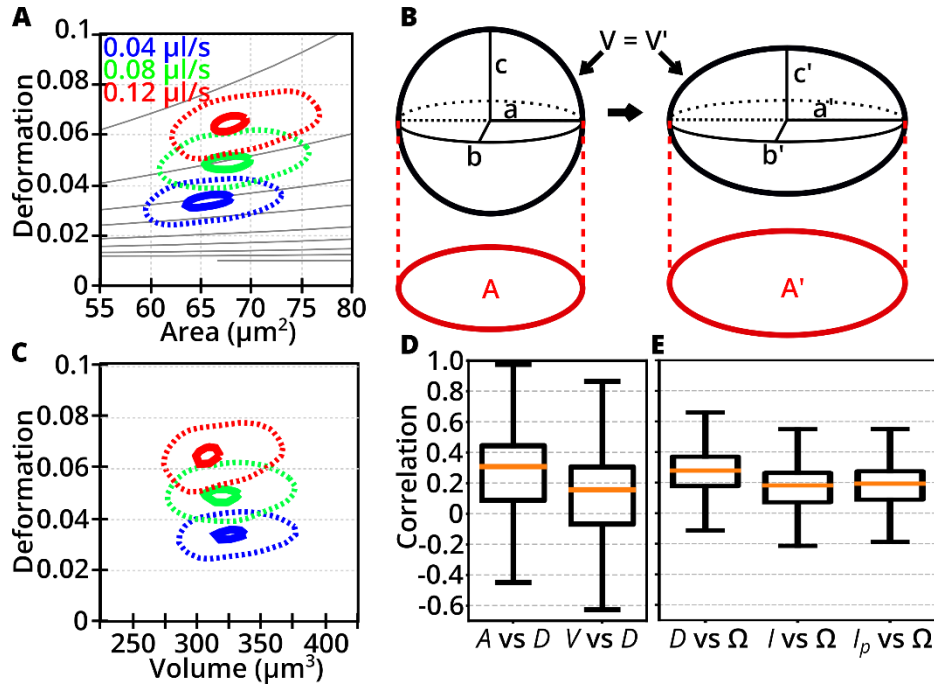 A
0.04 µl/s
0.08 µl/s
0.12 µl/s
0.1
0.08
0.06
0.04
0.02
0
Deformation
55 60 65 70 75 80
Area (µm²)
B
V = V'
c
a
b
c'
a'
b'
A
A'
C
0.1
0.08
0.06
0.04
0.02
0
Deformation
250 300 350 400
Volume (µm³)
D
1.0
0.8
0.6
0.4
0.2
0
-0.2
-0.4
-0.6
Correlation
A vs D V vs D
E
D vs Ω I vs Ω Iₚ vs Ω